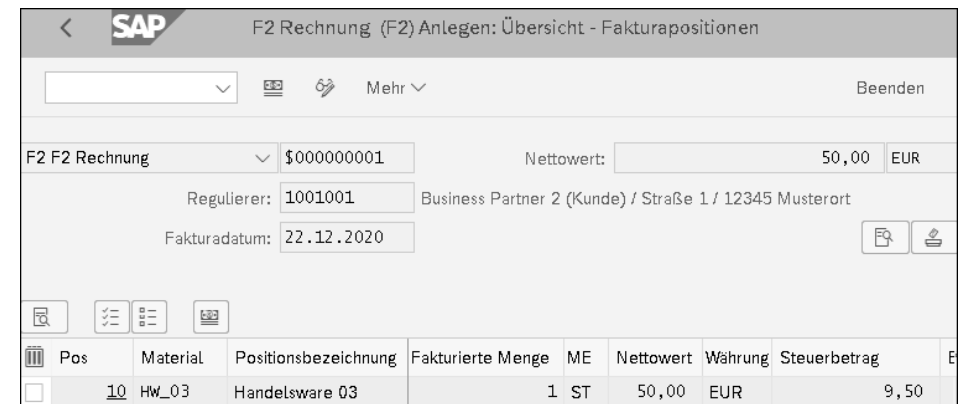 SAP F2 Rechnung (F2) Anlegen: Übersicht - Fakturapositionen
Mehr Beenden
F2 F2 Rechnung $000000001 Nettowert: 50,00 EUR
Regulierer: 1001001 Business Partner 2 (Kunde) / Straße 1 / 12345 Musterort
Fakturadatum: 22.12.2020
Pos Material Positionsbezeichnung Fakturierte Menge ME Nettowert Währung Steuerbetrag
10 HW_03 Handelsware 03 1 ST 50,00 EUR 9,50